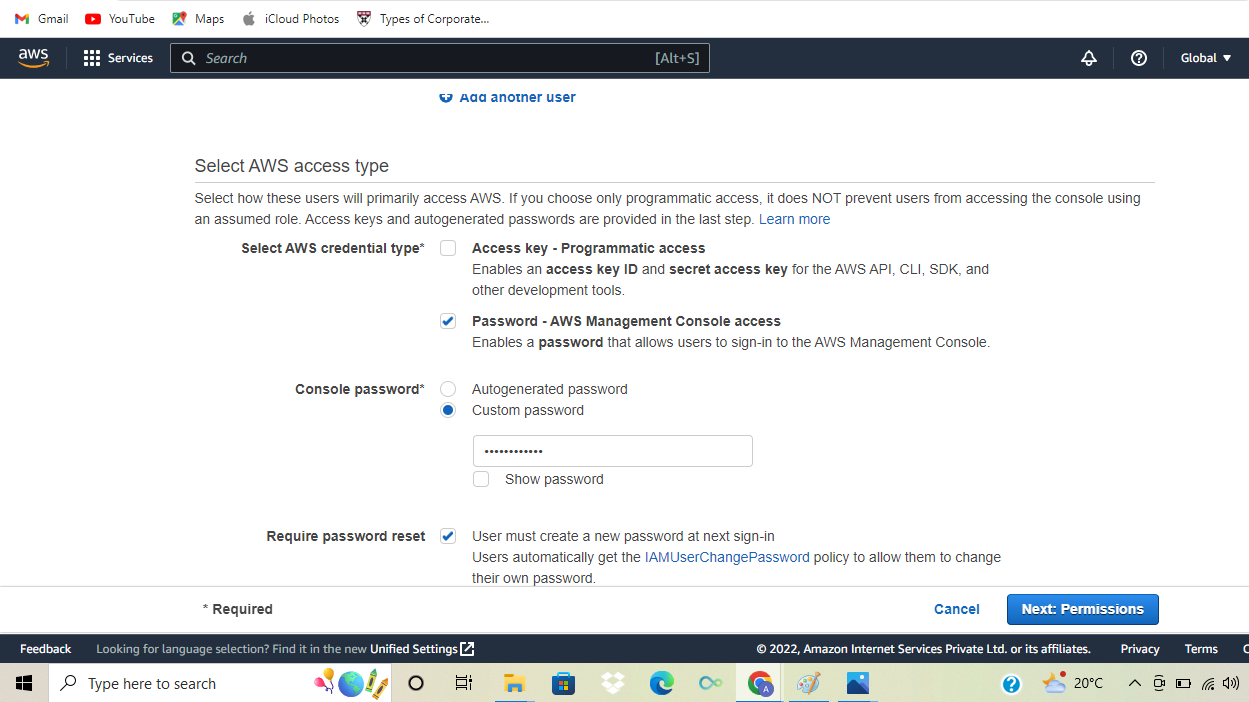 Gmail YouTube Maps iCloud Photos Types of Corporate...
aws Services Search [Alt+S] Global
Add another user
Select AWS access type
Select how these users will primarily access AWS. If you choose only programmatic access, it does NOT prevent users from accessing the console using
an assumed role. Access keys and autogenerated passwords are provided in the last step. Learn more
Select AWS credential type* Access key - Programmatic access
Enables an access key ID and secret access key for the AWS API, CLI, SDK, and
other development tools.
Password - AWS Management Console access
Enables a password that allows users to sign-in to the AWS Management Console.
Console password* Autogenerated password
Custom password
••••••••••••
Show password
Require password reset User must create a new password at next sign-in
Users automatically get the IAMUserChangePassword policy to allow them to change
their own password.
* Required Cancel Next: Permissions
Feedback Looking for language selection? Find it in the new Unified Settings © 2022, Amazon Internet Services Private Ltd. or its affiliates. Privacy Terms C
Type here to search A 20°C